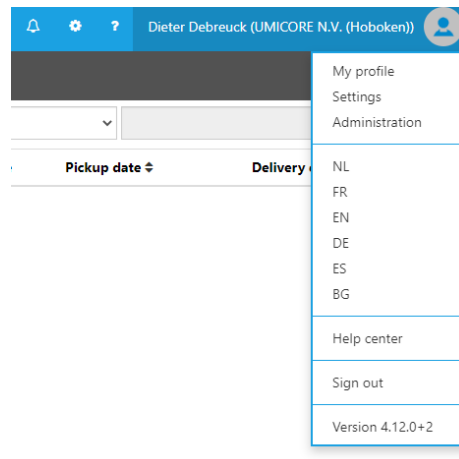 ? Dieter Debreuck (UMICORE N.V. (Hoboken))
My profile
Settings
Administration
Pickup date Delivery
NL
FR
EN
DE
ES
BG
Help center
Sign out
Version 4.12.0+2